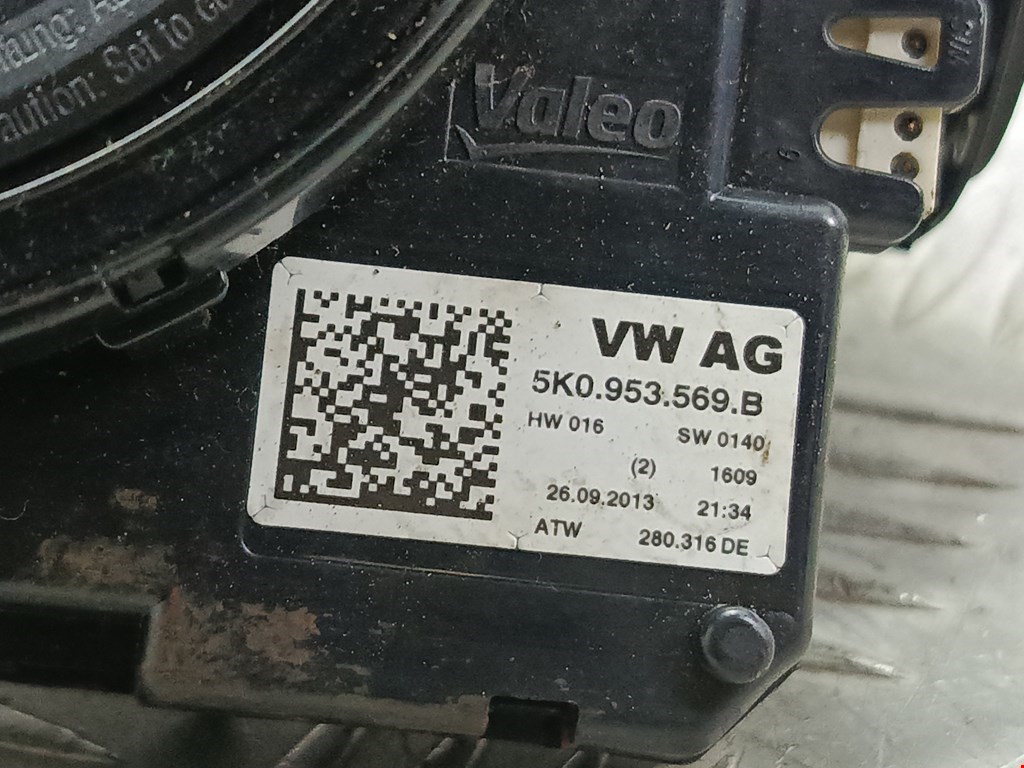 Caution: Set to
Valeo
9
VW AG
5K0.953.569.B
HW 016 SW 0140
(2) 1609
26.09.2013 21:34
ATW 280.316 DE